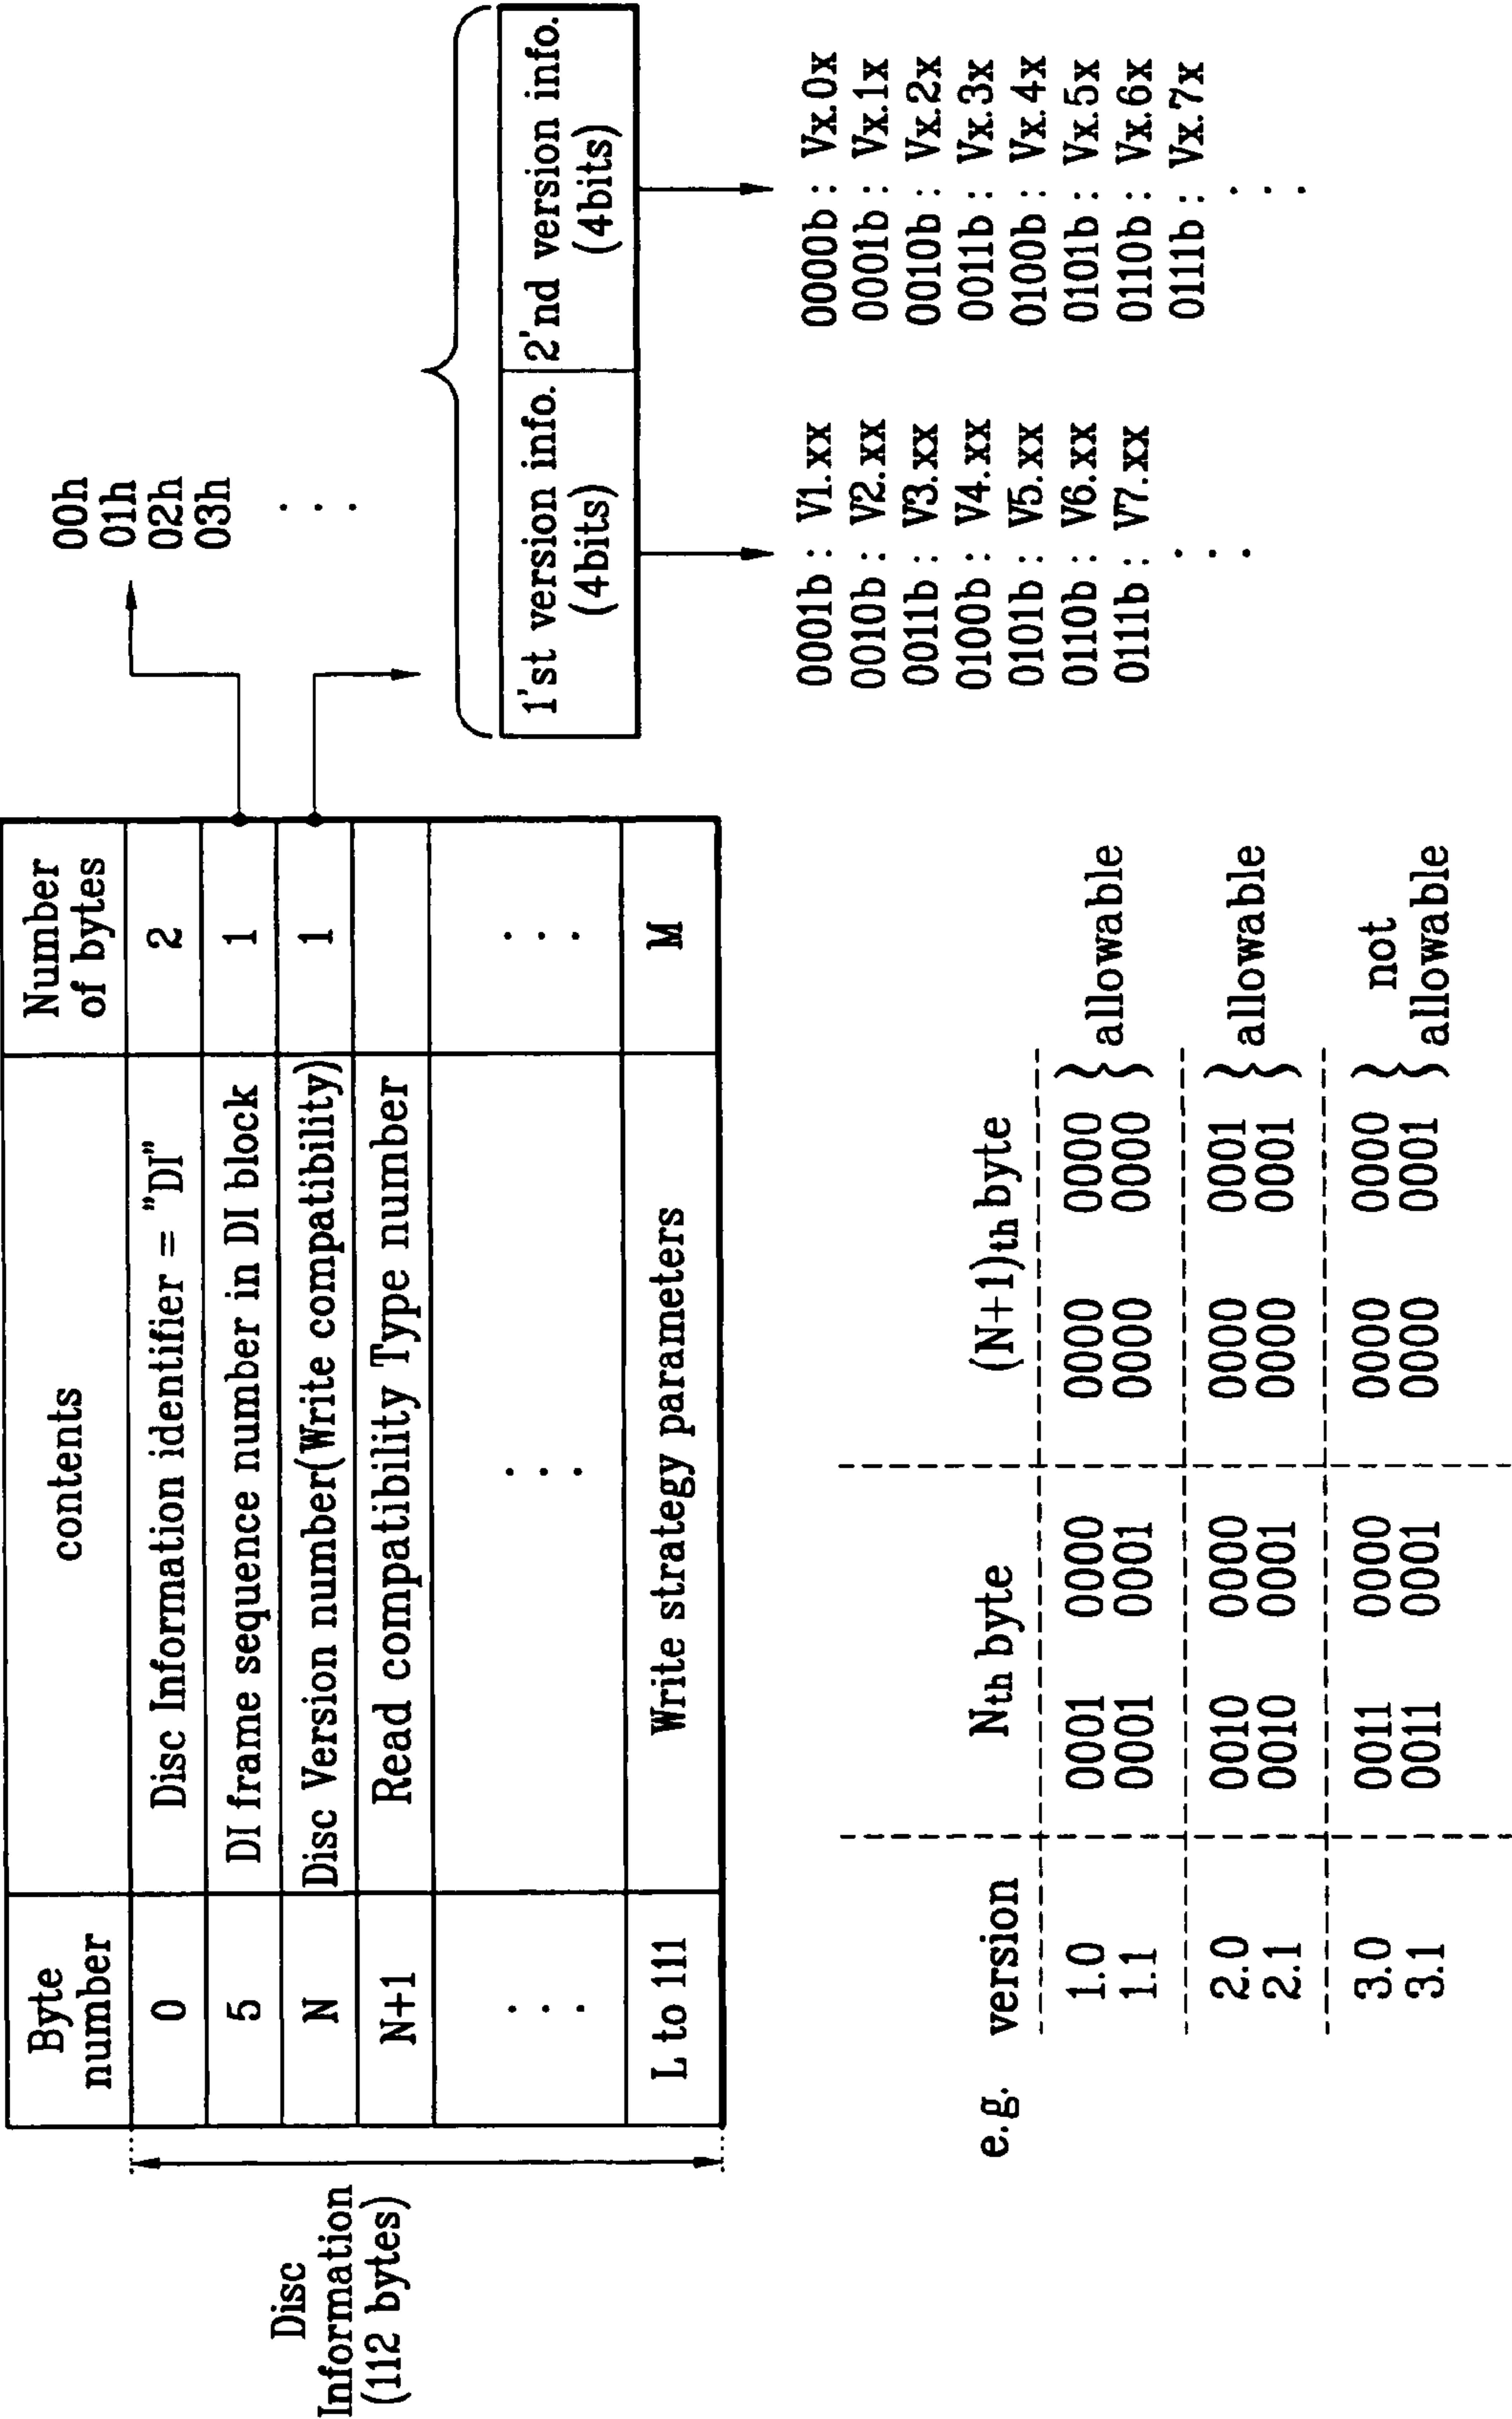 Disc
Information
(112 bytes)
Byte
number
contents
Number
of bytes
0
Disc Information identifier = "DI"
2
5
DI frame sequence number in DI block
1
N
Disc Version number(Write compatibility)
1
N+1
Read compatibility Type number
. . .
. . .
. . .
L to 111
Write strategy parameters
M
00h
01h
02h
03h
. . .
1'st version info.
(4bits)
2'nd version info.
(4bits)
0001b : V1.xx
0010b : V2.xx
0011b : V3.xx
0100b : V4.xx
0101b : V5.xx
0110b : V6.xx
0111b : V7.xx
. . .
0000b : Vx.0x
0001b : Vx.1x
0010b : Vx.2x
0011b : Vx.3x
0100b : Vx.4x
0101b : Vx.5x
0110b : Vx.6x
0111b : Vx.7x
. . .
e.g. version Nth byte (N+1)th byte
1.0 0001 0000 0000 0000
1.1 0001 0001 0000 0000
} allowable
2.0 0010 0000 0000 0001
2.1 0010 0001 0000 0001
} allowable
3.0 0011 0000 0000 0000
3.1 0011 0001 0000 0001
} not
allowable